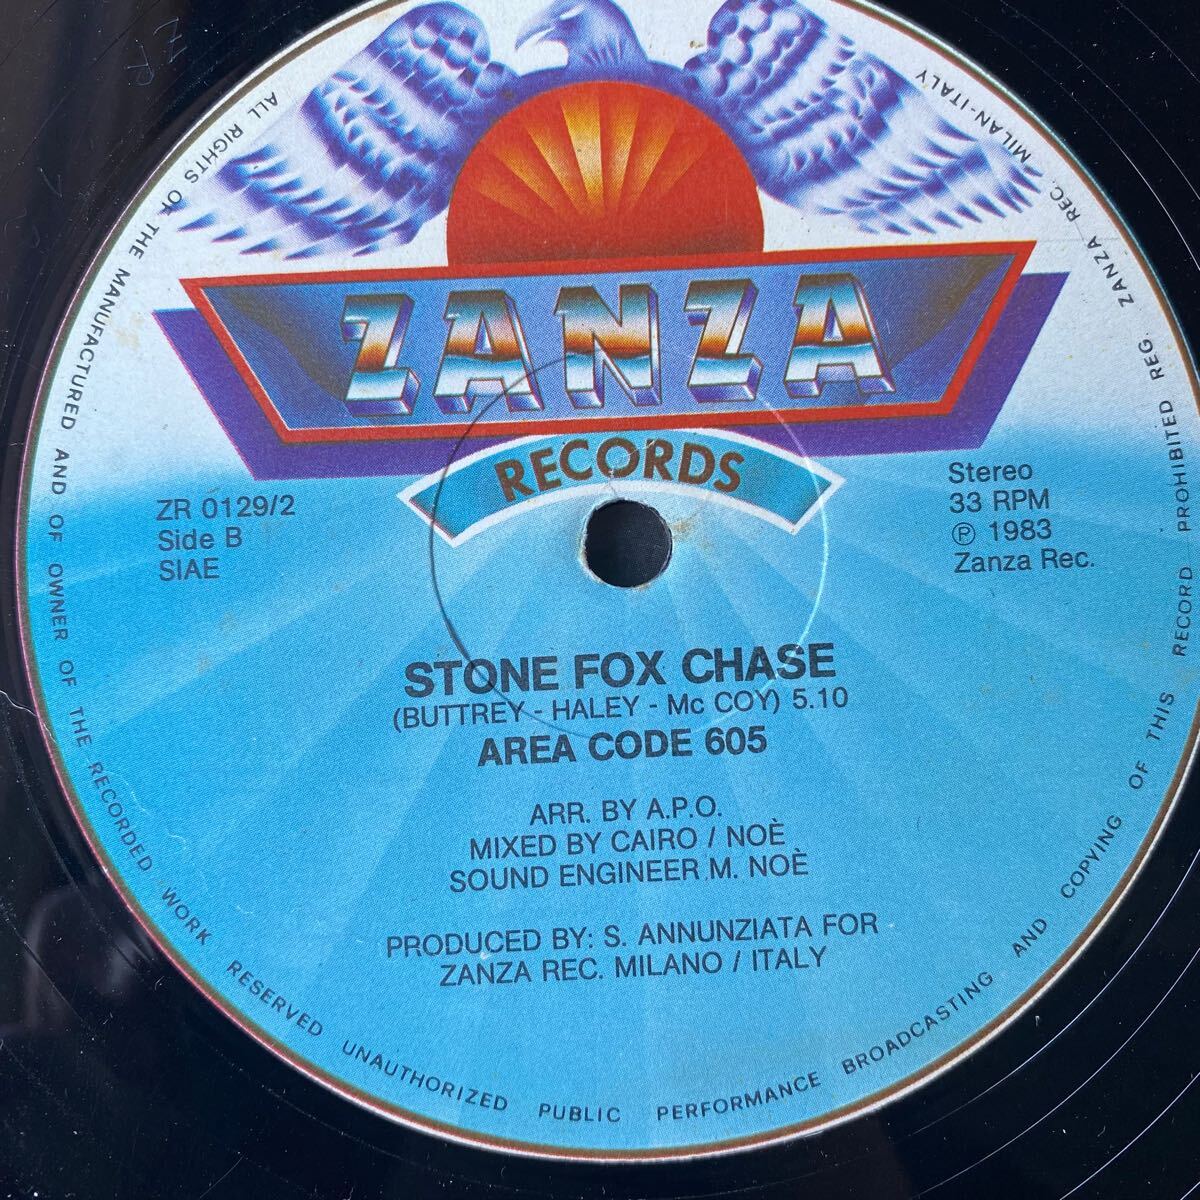 ZANZA
RECORDS
ZR 0129/2
Side B
SIAE
Stereo
33 RPM
℗ 1983
Zanza Rec.
STONE FOX CHASE
(BUTTREY - HALEY - Mc COY) 5.10
AREA CODE 605
ARR. BY A.P.O.
MIXED BY CAIRO / NOÈ
SOUND ENGINEER M. NOÈ
PRODUCED BY: S. ANNUNZIATA FOR
ZANZA REC. MILANO / ITALY
ALL RIGHTS OF THE MANUFACTURED AND OF OWNER OF THE RECORDED WORK RESERVED UNAUTHORIZED PUBLIC PERFORMANCE BROADCASTING AND COPYING OF THIS RECORD PROHIBITED REG. ZANZA REC. MILAN-ITALY
ZR